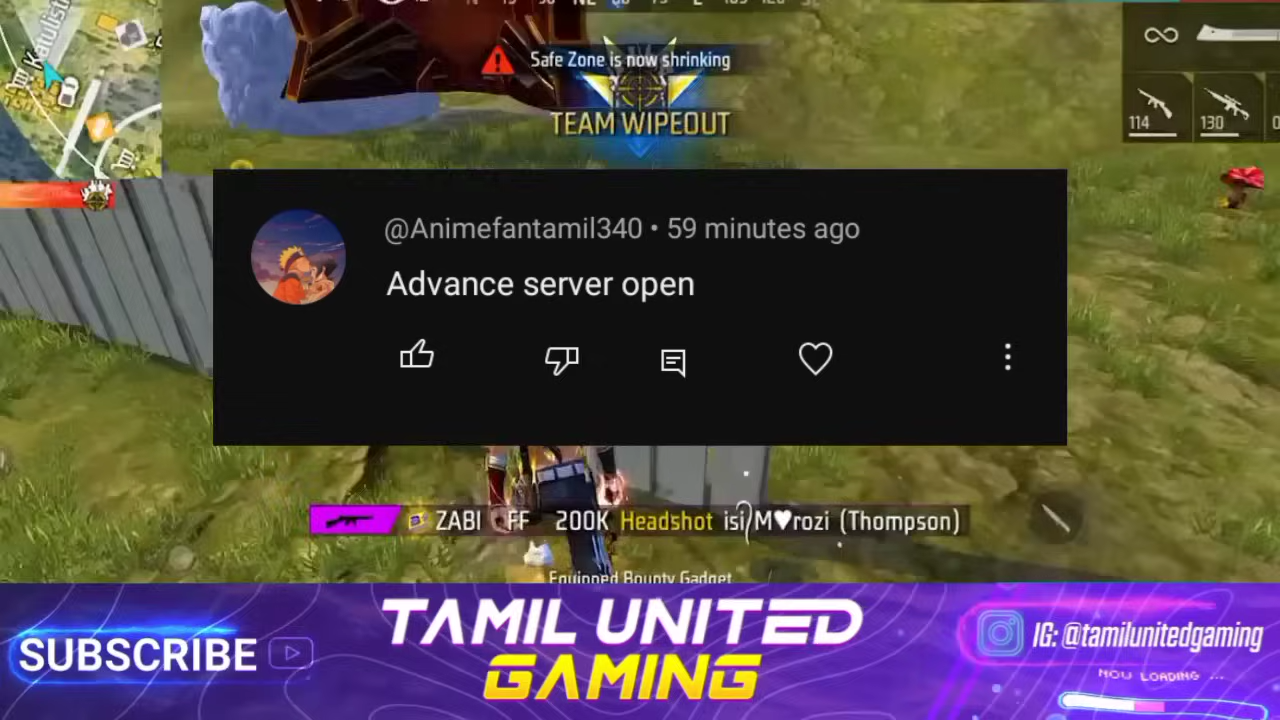 Safe Zone is now shrinking
TEAM WIPEOUT
Katulisti
114
130
@Animefantamil340 • 59 minutes ago
Advance server open
ZABI FF 200K Headshot isi/M♥rozi (Thompson)
Equipped Bounty Gadget
SUBSCRIBE
TAMIL UNITED
GAMING
IG: @tamilunitedgaming
NOW LOADING ...